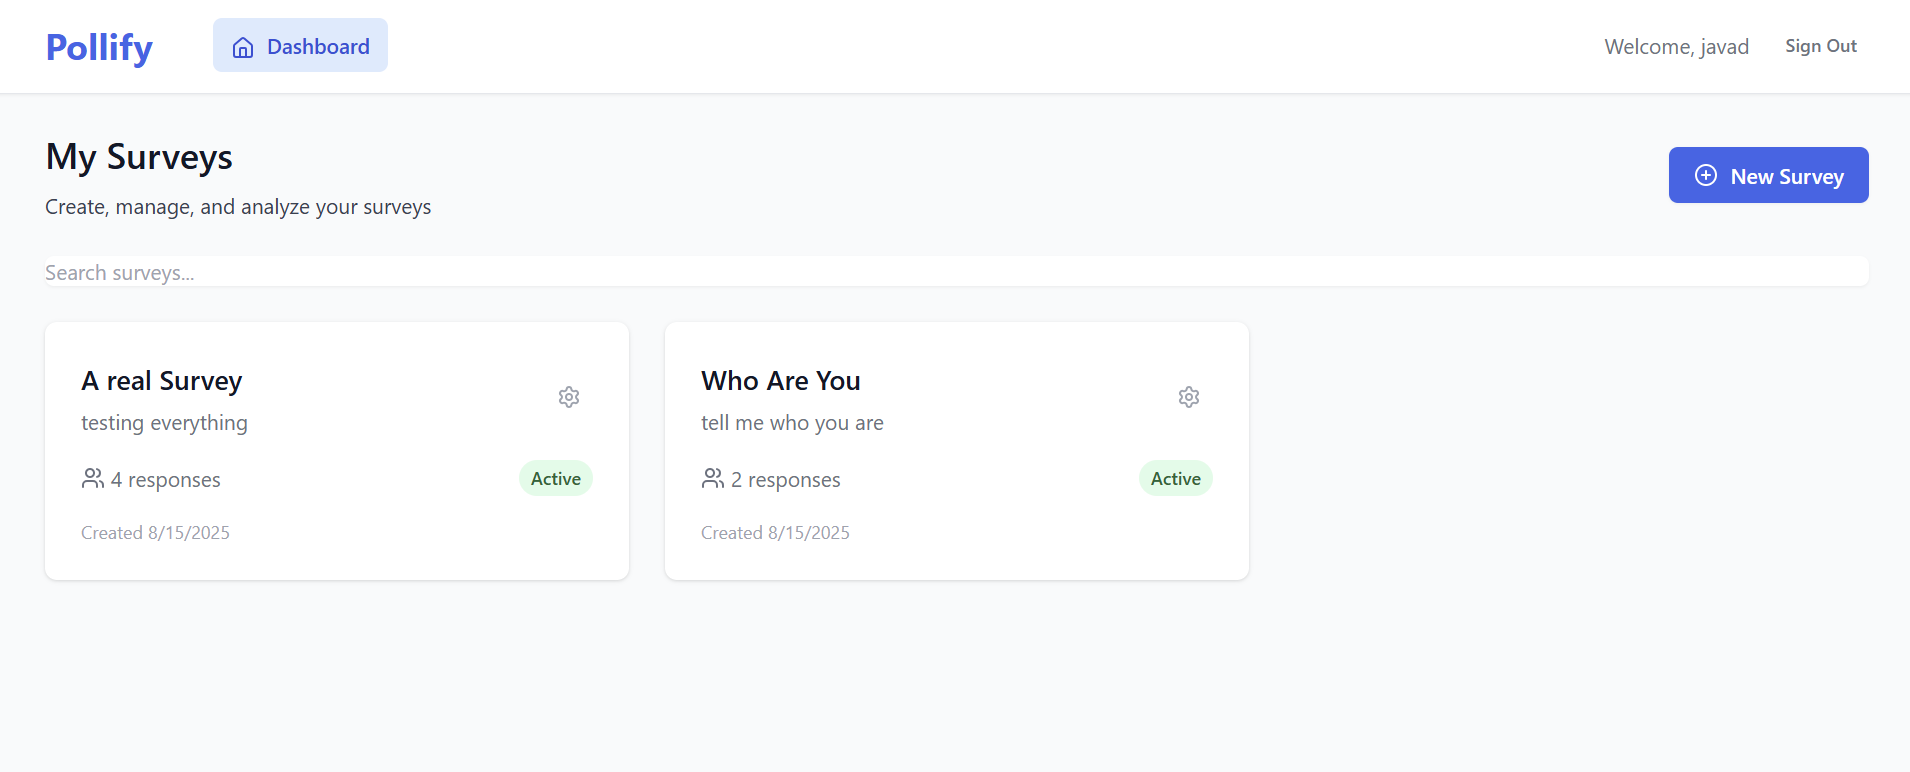 Pollify
Dashboard
Welcome, javad
Sign Out
My Surveys
Create, manage, and analyze your surveys
New Survey
Search surveys...
A real Survey
testing everything
4 responses
Active
Created 8/15/2025
Who Are You
tell me who you are
2 responses
Active
Created 8/15/2025